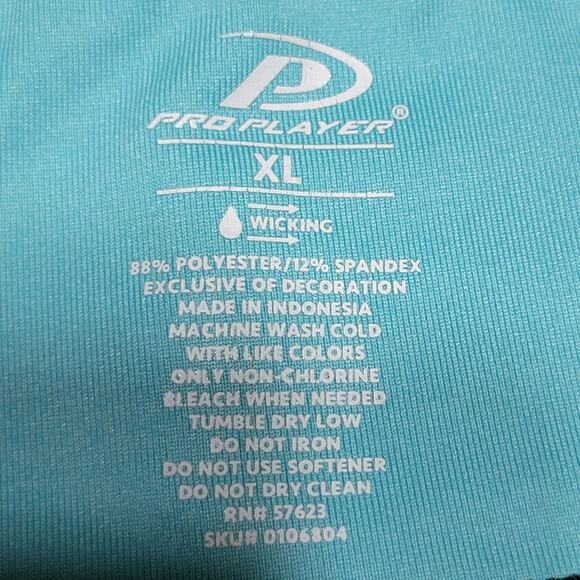 P
PRO PLAYER®
XL
WICKING
88% POLYESTER/12% SPANDEX
EXCLUSIVE OF DECORATION
MADE IN INDONESIA
MACHINE WASH COLD
WITH LIKE COLORS
ONLY NON-CHLORINE
BLEACH WHEN NEEDED
TUMBLE DRY LOW
DO NOT IRON
DO NOT USE SOFTENER
DO NOT DRY CLEAN
RN# 57623
SKU# 0106804